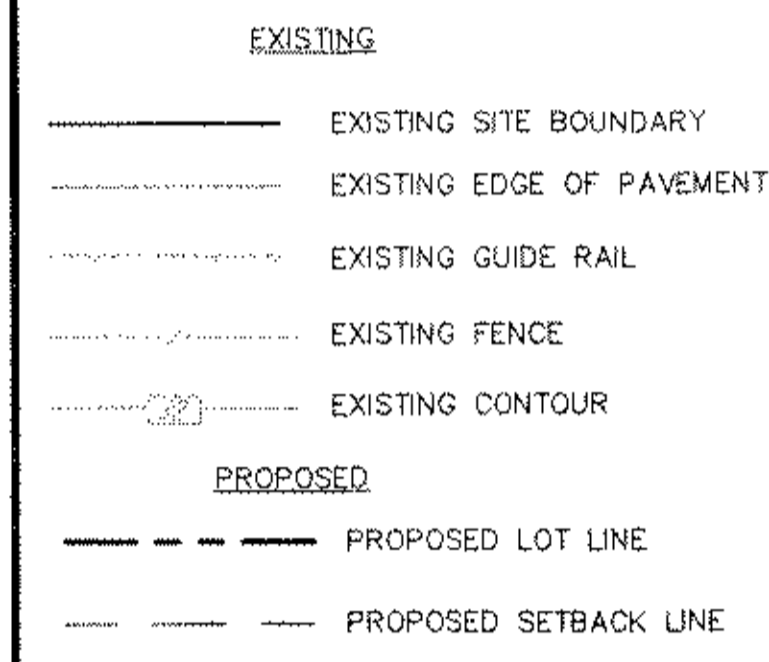 EXISTING
EXISTING SITE BOUNDARY
EXISTING EDGE OF PAVEMENT
EXISTING GUIDE RAIL
EXISTING FENCE
EXISTING CONTOUR
PROPOSED
PROPOSED LOT LINE
PROPOSED SETBACK LINE